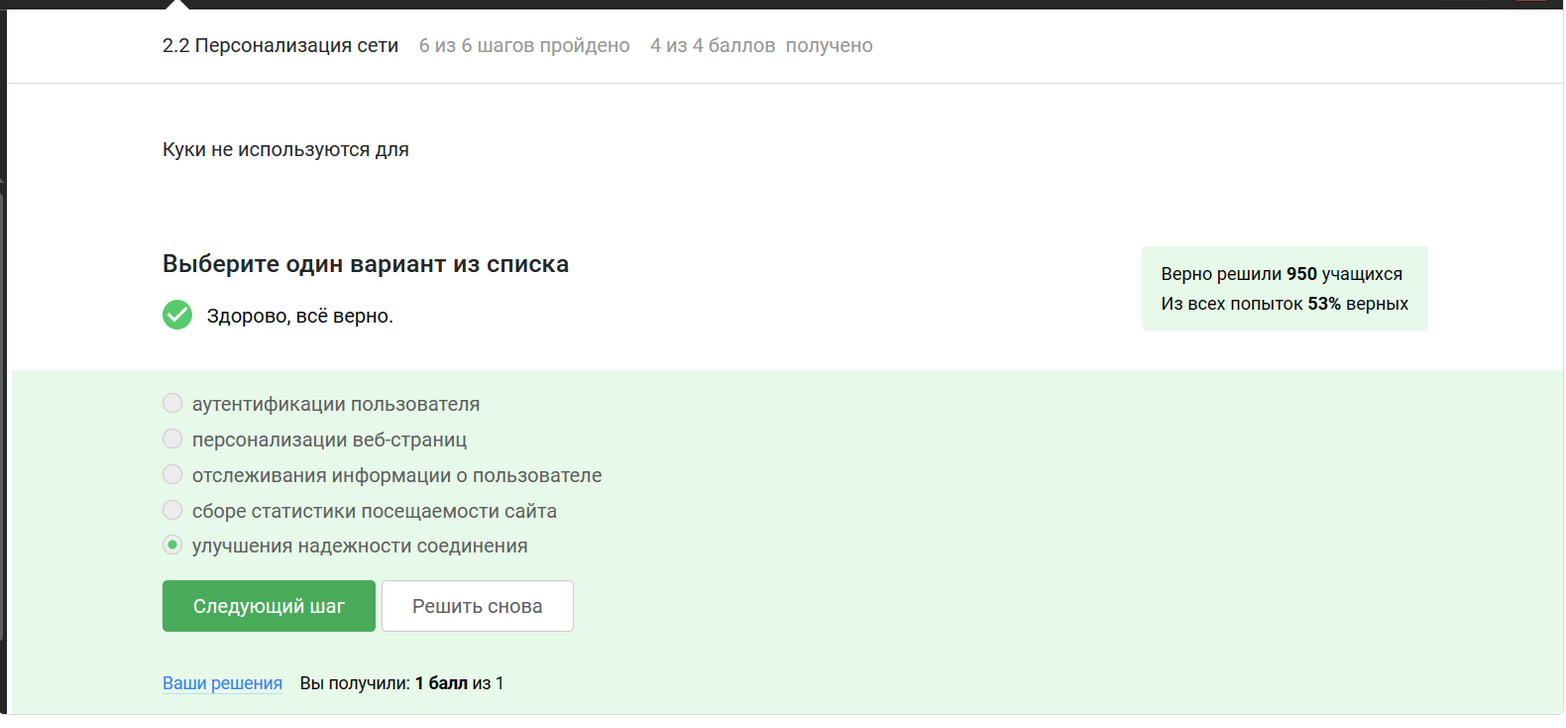 2.2 Персонализация сети 6 из 6 шагов пройдено 4 из 4 баллов получено
Куки не используются для
Выберите один вариант из списка
Здорово, всё верно.
Верно решили 950 учащихся
Из всех попыток 53% верных
аутентификации пользователя
персонализации веб-страниц
отслеживания информации о пользователе
сборе статистики посещаемости сайта
улучшения надежности соединения
Следующий шаг Решить снова
Ваши решения Вы получили: 1 балл из 1